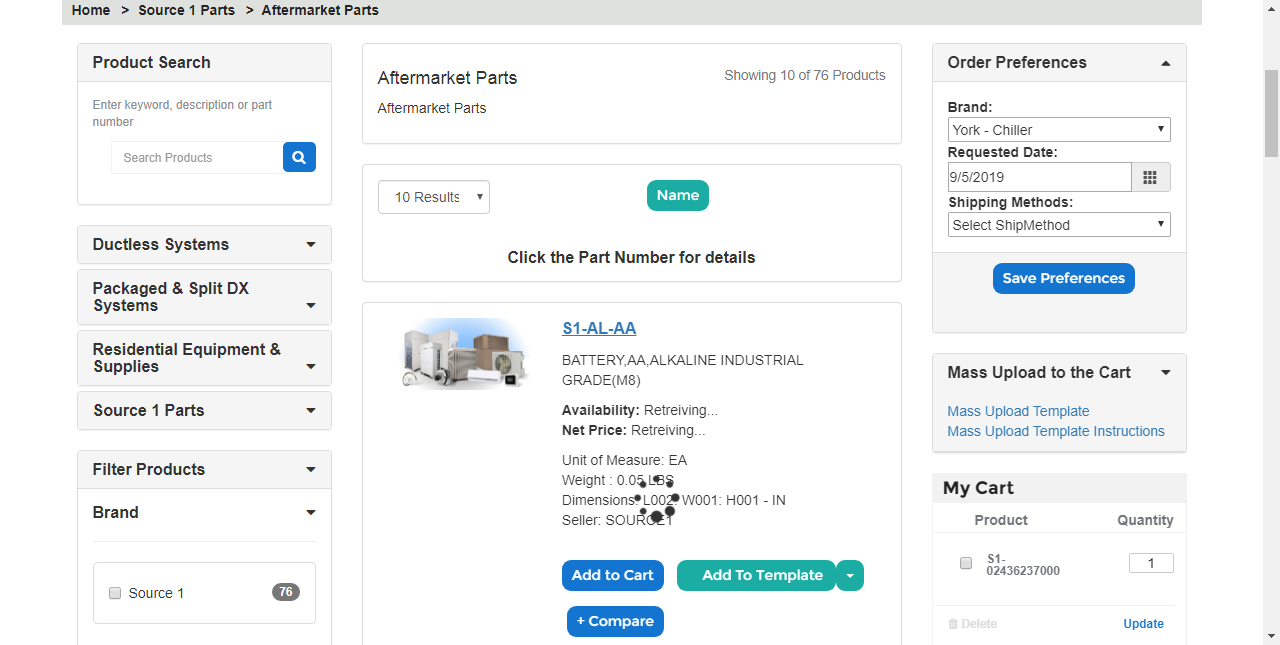 Home > Source 1 Parts > Aftermarket Parts
Product Search
Enter keyword, description or part
number
Search Products
Ductless Systems
Packaged & Split DX
Systems
Residential Equipment &
Supplies
Source 1 Parts
Filter Products
Brand
Source 1
76
Aftermarket Parts
Showing 10 of 76 Products
Aftermarket Parts
10 Results
Name
Click the Part Number for details
S1-AL-AA
BATTERY,AA,ALKALINE INDUSTRIAL
GRADE(M8)
Availability: Retreiving...
Net Price: Retreiving...
Unit of Measure: EA
Weight : 0.05 LBS
Dimensions: L002: W001: H001 - IN
Seller: SOURCE1
Add to Cart
Add To Template
+ Compare
Order Preferences
Brand:
York - Chiller
Requested Date:
9/5/2019
Shipping Methods:
Select ShipMethod
Save Preferences
Mass Upload to the Cart
Mass Upload Template
Mass Upload Template Instructions
My Cart
Product Quantity
S1-
02436237000
1
Delete
Update